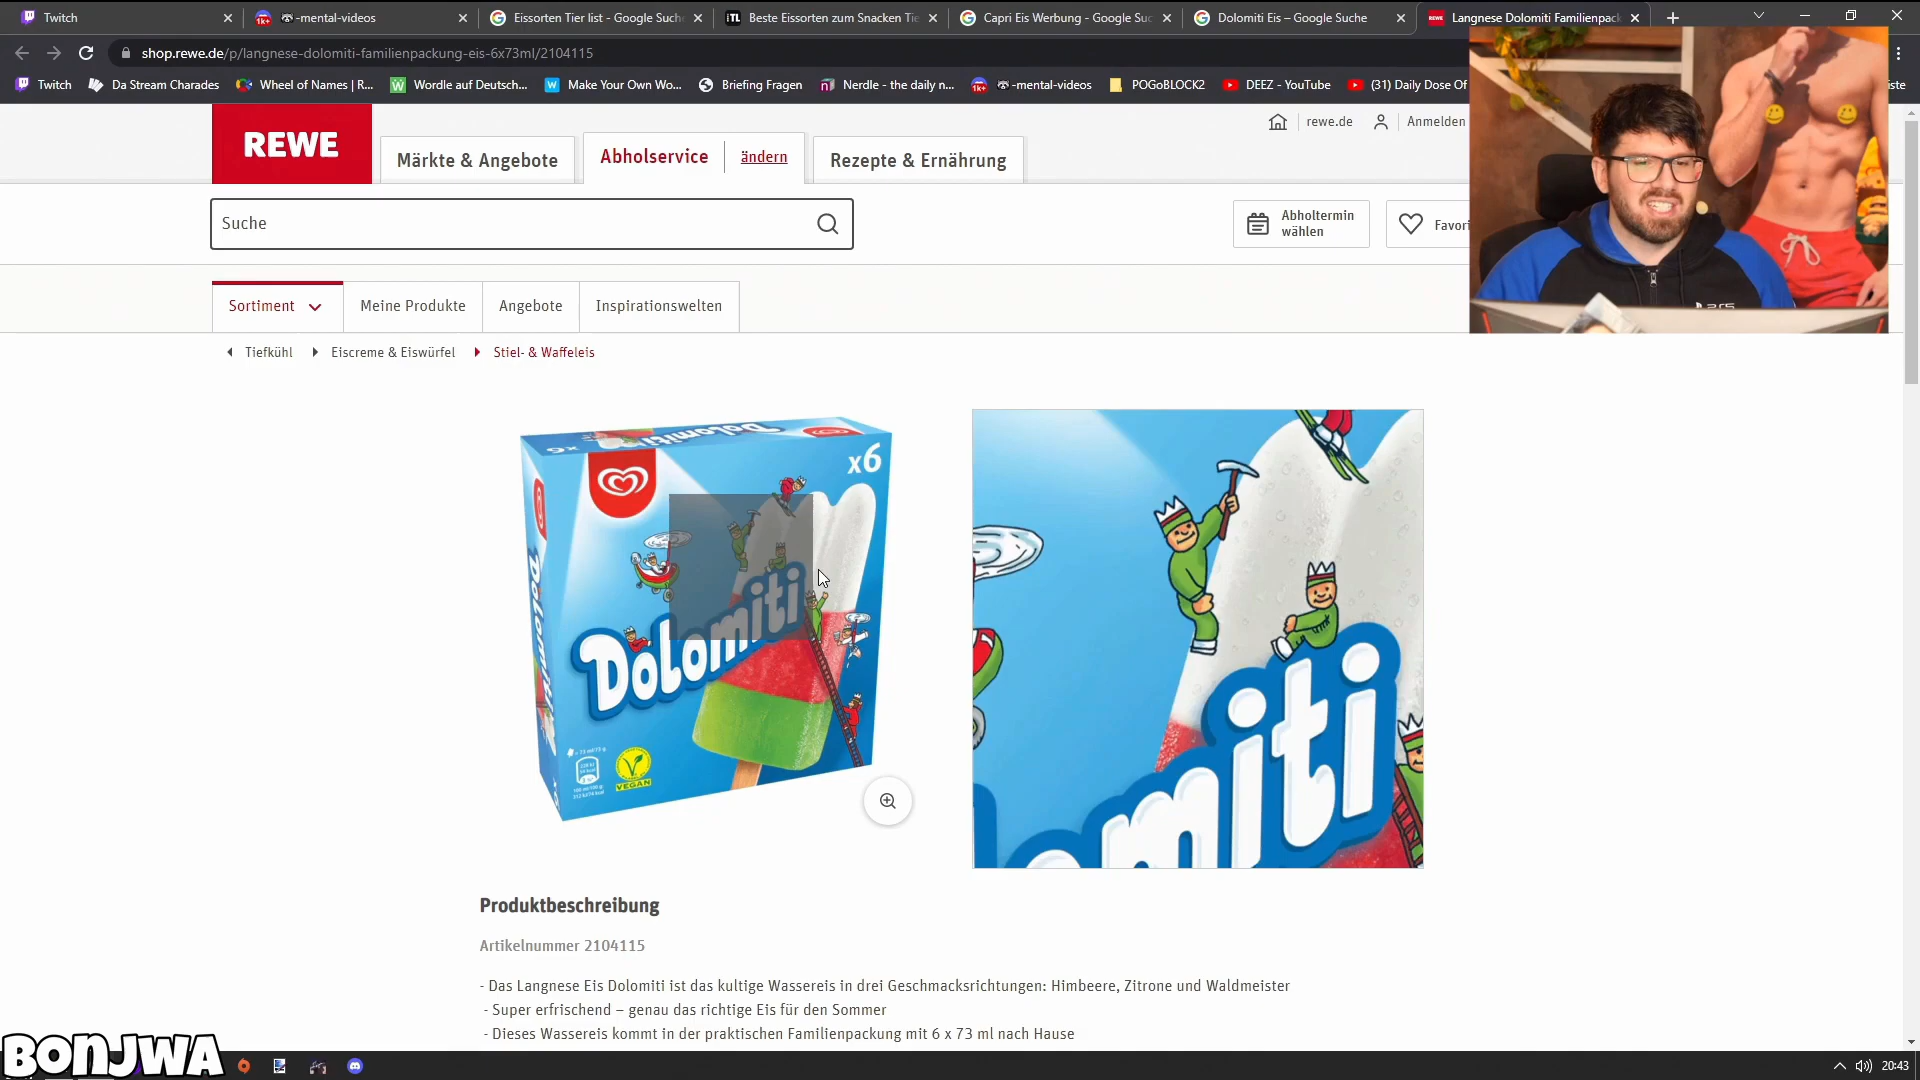 Twitch
-mental-videos
Eissorten Tier list - Google Suche
Beste Eissorten zum Snacken Tie
Capri Eis Werbung - Google Suc
Dolomiti Eis – Google Suche
Langnese Dolomiti Familienpack
shop.rewe.de/p/langnese-dolomiti-familienpackung-eis-6x73ml/2104115
Twitch
Da Stream Charades
Wheel of Names | R...
Wordle auf Deutsch...
Make Your Own Wo...
Briefing Fragen
Nerdle - the daily n...
-mental-videos
POGoBLOCK2
DEEZ - YouTube
(31) Daily Dose Of
iste
REWE
Märkte & Angebote
Abholservice
ändern
Rezepte & Ernährung
rewe.de
Anmelden
Suche
Abholtermin
wählen
Favori
Sortiment
Meine Produkte
Angebote
Inspirationswelten
Tiefkühl
Eiscreme & Eiswürfel
Stiel- & Waffeleis
Dolomiti
x6
x6
Dolomiti
Dolomiti
VEGAN
omiti
Produktbeschreibung
Artikelnummer 2104115
- Das Langnese Eis Dolomiti ist das kultige Wassereis in drei Geschmacksrichtungen: Himbeere, Zitrone und Waldmeister
- Super erfrischend – genau das richtige Eis für den Sommer
- Dieses Wassereis kommt in der praktischen Familienpackung mit 6 x 73 ml nach Hause
BONJWA
20:43